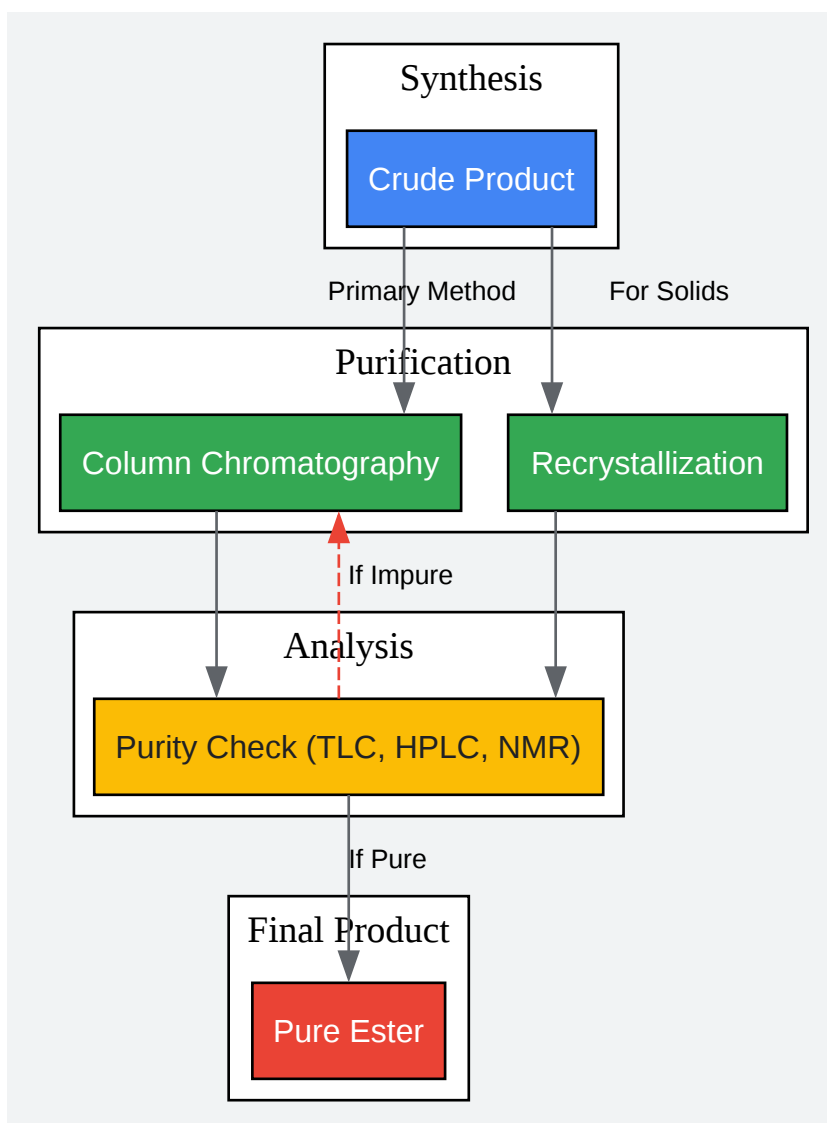 Synthesis
Crude Product
Primary Method
For Solids
Purification
Column Chromatography
Recrystallization
If Impure
Analysis
Purity Check (TLC, HPLC, NMR)
If Pure
Final Product
Pure Ester